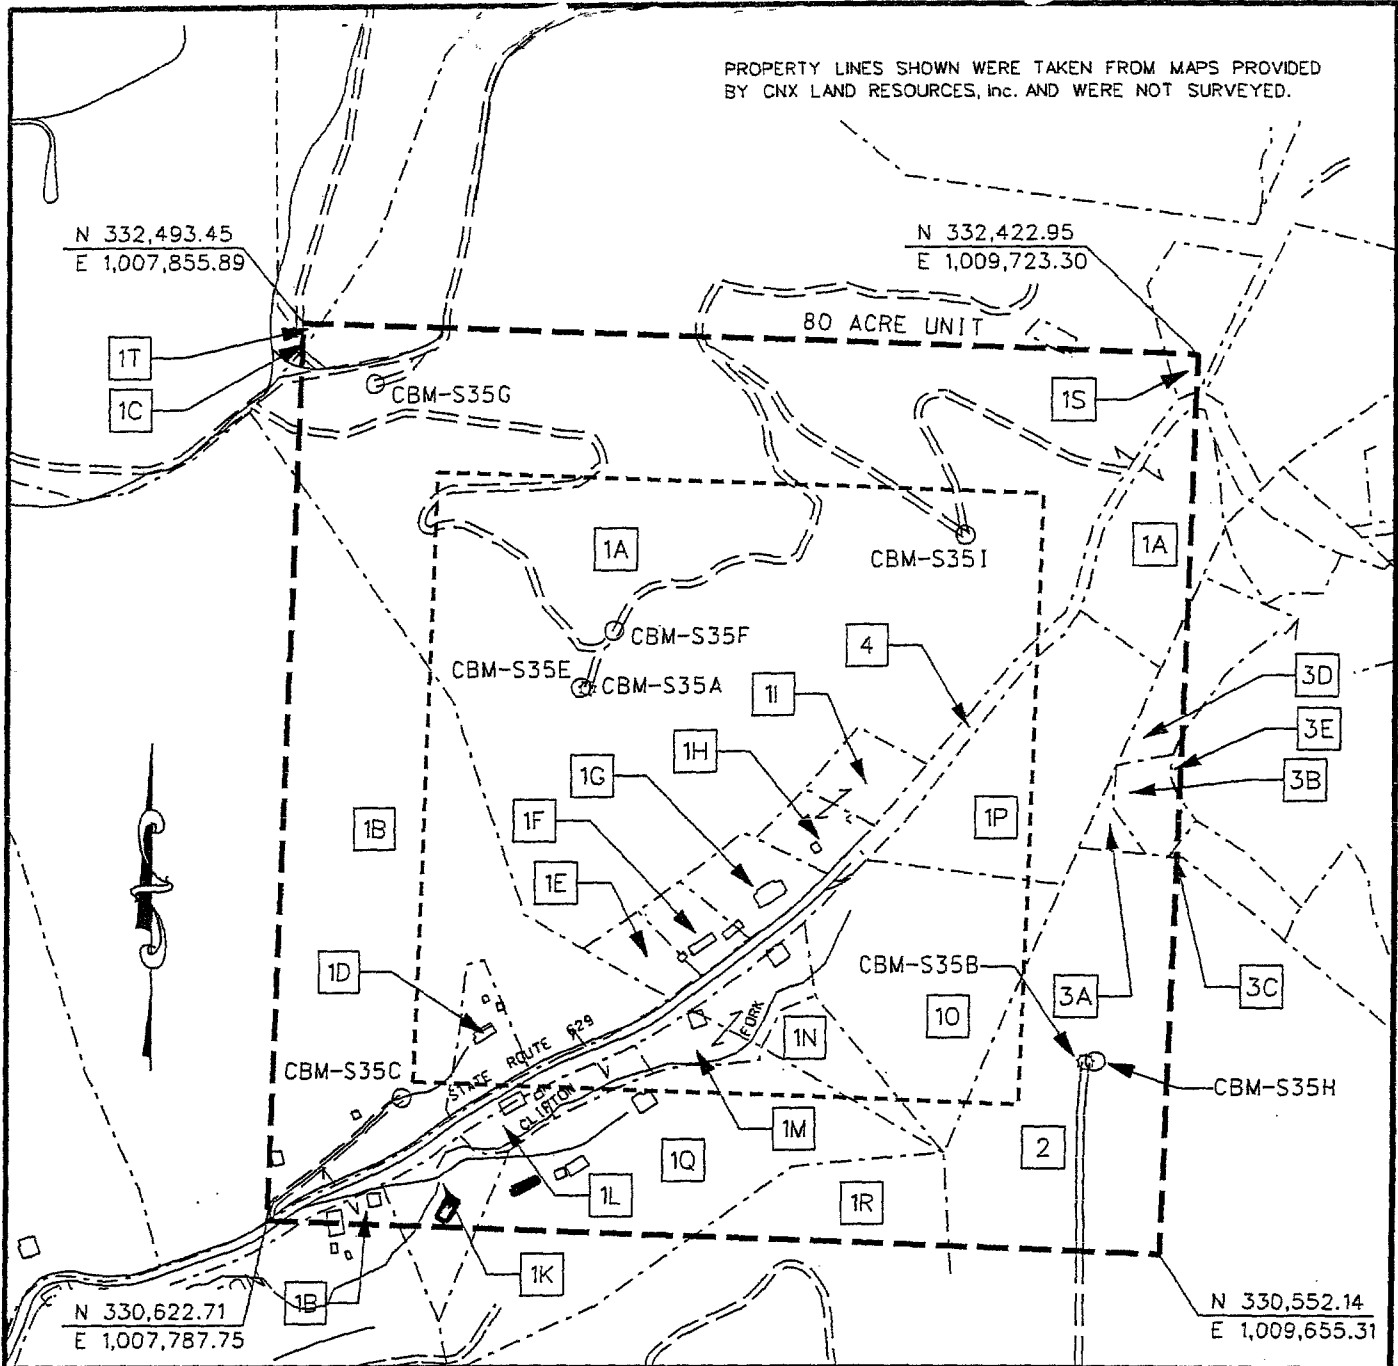 PROPERTY LINES SHOWN WERE TAKEN FROM MAPS PROVIDED
BY CNX LAND RESOURCES, Inc. AND WERE NOT SURVEYED.
N 332,493.45
E 1,007,855.89
N 332,422.95
E 1,009,723.30
80 ACRE UNIT
1T
1C
CBM-S35G
1S
1A
CBM-S35I
1A
CBM-S35F
CBM-S35E
CBM-S35A
4
1I
3D
1H
3E
1G
3B
1F
1B
1P
1E
1D
CBM-S35B
3A
3C
1O
1N
FORK
STATE ROUTE 629
CBM-S35C
CBM-S35H
CLINTON
1M
2
1Q
1L
1R
1K
1B
N 330,622.71
E 1,007,787.75
N 330,552.14
E 1,009,655.31